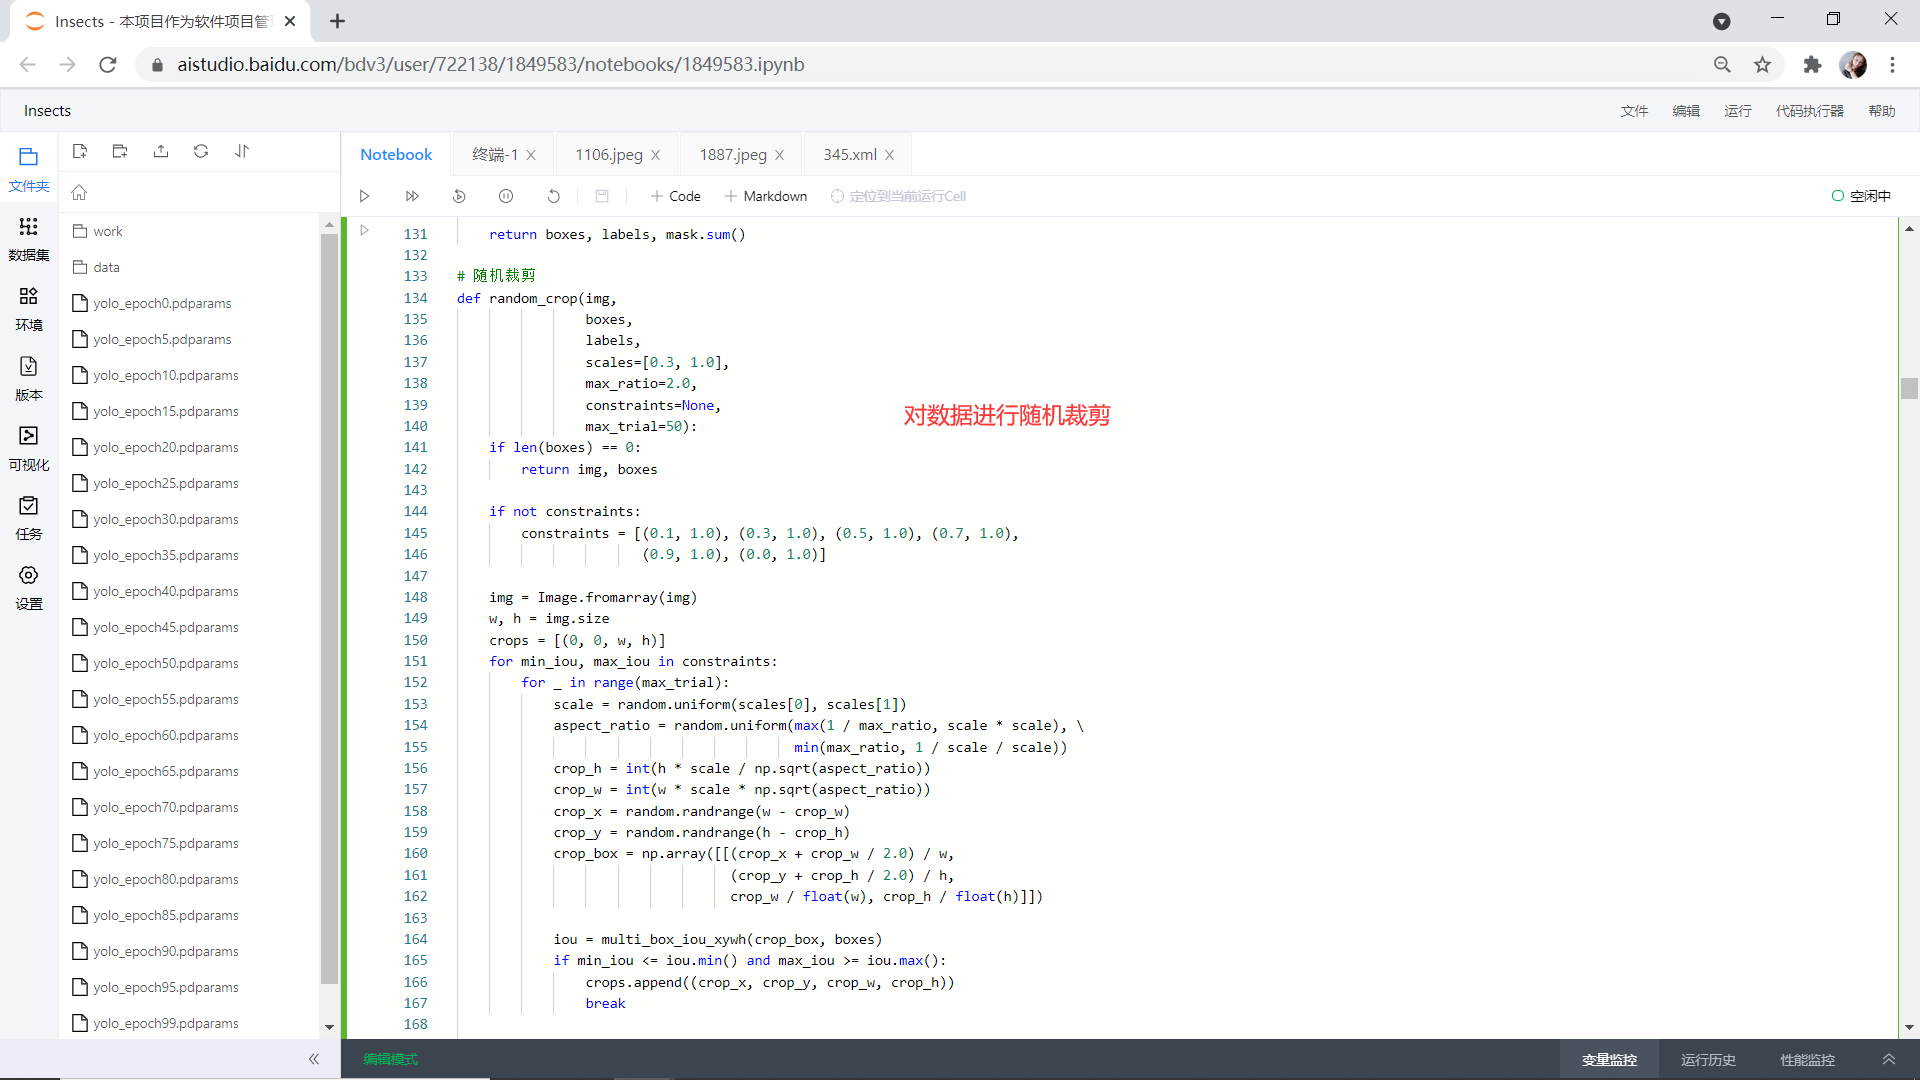 Insects - 本项目作为软件项目管
aistudio.baidu.com/bdv3/user/722138/1849583/notebooks/1849583.ipynb
Insects
文件 编辑 运行 代码执行器 帮助
文件夹
数据集
环境
版本
可视化
任务
设置
work
data
yolo_epoch0.pdparams
yolo_epoch5.pdparams
yolo_epoch10.pdparams
yolo_epoch15.pdparams
yolo_epoch20.pdparams
yolo_epoch25.pdparams
yolo_epoch30.pdparams
yolo_epoch35.pdparams
yolo_epoch40.pdparams
yolo_epoch45.pdparams
yolo_epoch50.pdparams
yolo_epoch55.pdparams
yolo_epoch60.pdparams
yolo_epoch65.pdparams
yolo_epoch70.pdparams
yolo_epoch75.pdparams
yolo_epoch80.pdparams
yolo_epoch85.pdparams
yolo_epoch90.pdparams
yolo_epoch95.pdparams
yolo_epoch99.pdparams
Notebook 终端-1 1106.jpeg 1887.jpeg 345.xml
Code Markdown 定位到当前运行Cell 空闲中
131 return boxes, labels, mask.sum()
132
133 # 随机裁剪
134 def random_crop(img,
135 boxes,
136 labels,
137 scales=[0.3, 1.0],
138 max_ratio=2.0,
139 constraints=None,
140 max_trial=50):
对数据进行随机裁剪
141 if len(boxes) == 0:
142 return img, boxes
143
144 if not constraints:
145 constraints = [(0.1, 1.0), (0.3, 1.0), (0.5, 1.0), (0.7, 1.0),
146 (0.9, 1.0), (0.0, 1.0)]
147
148 img = Image.fromarray(img)
149 w, h = img.size
150 crops = [(0, 0, w, h)]
151 for min_iou, max_iou in constraints:
152 for _ in range(max_trial):
153 scale = random.uniform(scales[0], scales[1])
154 aspect_ratio = random.uniform(max(1 / max_ratio, scale * scale), \
155 min(max_ratio, 1 / scale / scale))
156 crop_h = int(h * scale / np.sqrt(aspect_ratio))
157 crop_w = int(w * scale * np.sqrt(aspect_ratio))
158 crop_x = random.randrange(w - crop_w)
159 crop_y = random.randrange(h - crop_h)
160 crop_box = np.array([[(crop_x + crop_w / 2.0) / w,
161 (crop_y + crop_h / 2.0) / h,
162 crop_w / float(w), crop_h / float(h)]])
163
164 iou = multi_box_iou_xywh(crop_box, boxes)
165 if min_iou <= iou.min() and max_iou >= iou.max():
166 crops.append((crop_x, crop_y, crop_w, crop_h))
167 break
168
编辑模式 变量监控 运行历史 性能监控